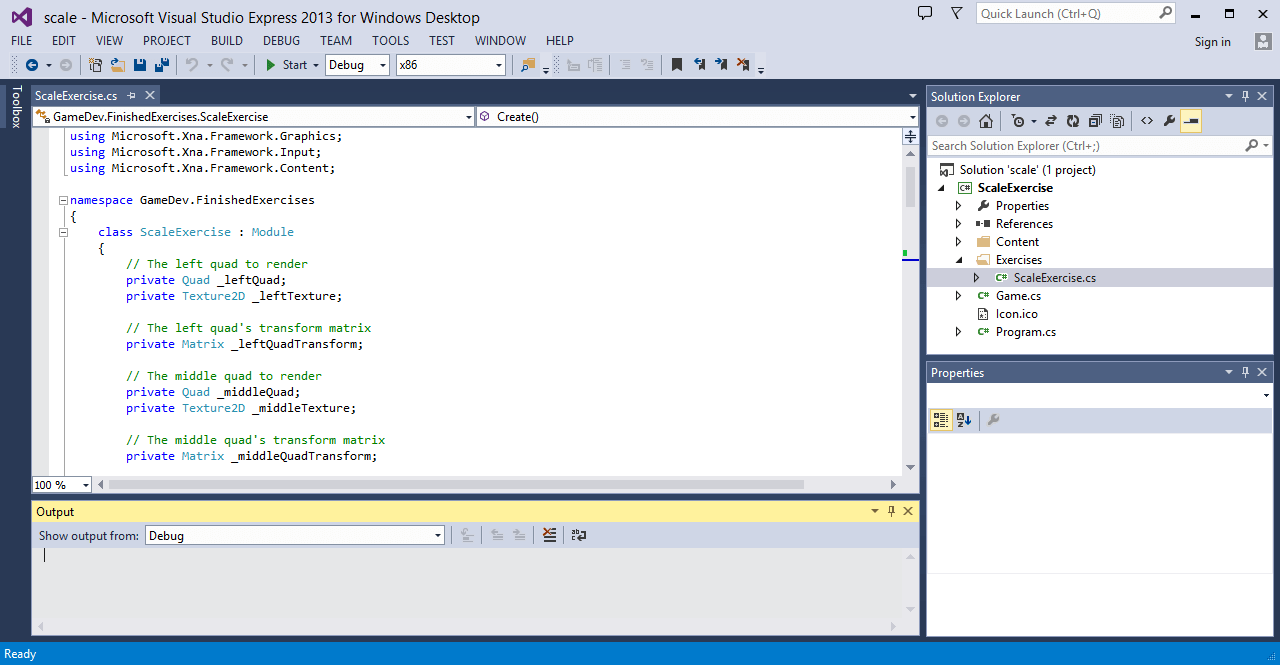 scale - Microsoft Visual Studio Express 2013 for Windows Desktop
Quick Launch (Ctrl+Q)
FILE EDIT VIEW PROJECT BUILD DEBUG TEAM TOOLS TEST WINDOW HELP
Sign in
Start Debug x86
Toolbox
ScaleExercise.cs
GameDev.FinishedExercises.ScaleExercise
Create()
using Microsoft.Xna.Framework.Graphics;
using Microsoft.Xna.Framework.Input;
using Microsoft.Xna.Framework.Content;
namespace GameDev.FinishedExercises
{
class ScaleExercise : Module
{
// The left quad to render
private Quad _leftQuad;
private Texture2D _leftTexture;
// The left quad's transform matrix
private Matrix _leftQuadTransform;
// The middle quad to render
private Quad _middleQuad;
private Texture2D _middleTexture;
// The middle quad's transform matrix
private Matrix _middleQuadTransform;
100 %
Output
Show output from: Debug
Solution Explorer
Search Solution Explorer (Ctrl+;)
Solution 'scale' (1 project)
C# ScaleExercise
Properties
References
Content
Exercises
C# ScaleExercise.cs
C# Game.cs
Icon.ico
C# Program.cs
Properties
Ready